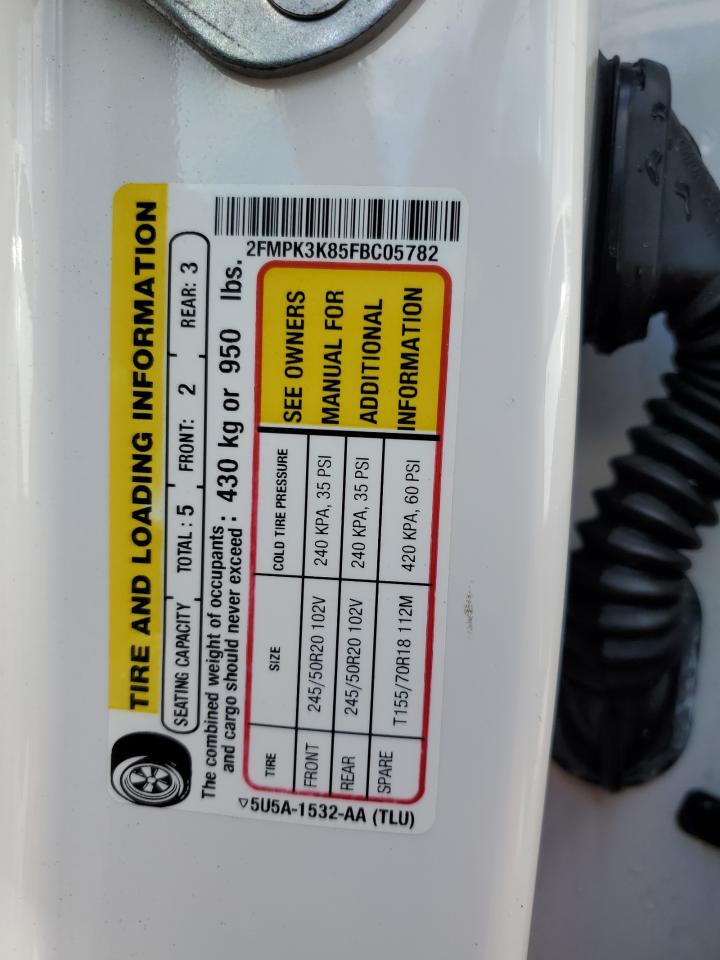 TIRE AND LOADING INFORMATION
SEATING CAPACITY TOTAL : 5 FRONT: 2 REAR: 3
The combined weight of occupants
and cargo should never exceed : 430 kg or 950 lbs.
2FMPK3K85FBC05782
TIRE SIZE COLD TIRE PRESSURE
FRONT 245/50R20 102V 240 KPA, 35 PSI
REAR 245/50R20 102V 240 KPA, 35 PSI
SPARE T155/70R18 112M 420 KPA, 60 PSI
SEE OWNERS
MANUAL FOR
ADDITIONAL
INFORMATION
▽5U5A-1532-AA (TLU)